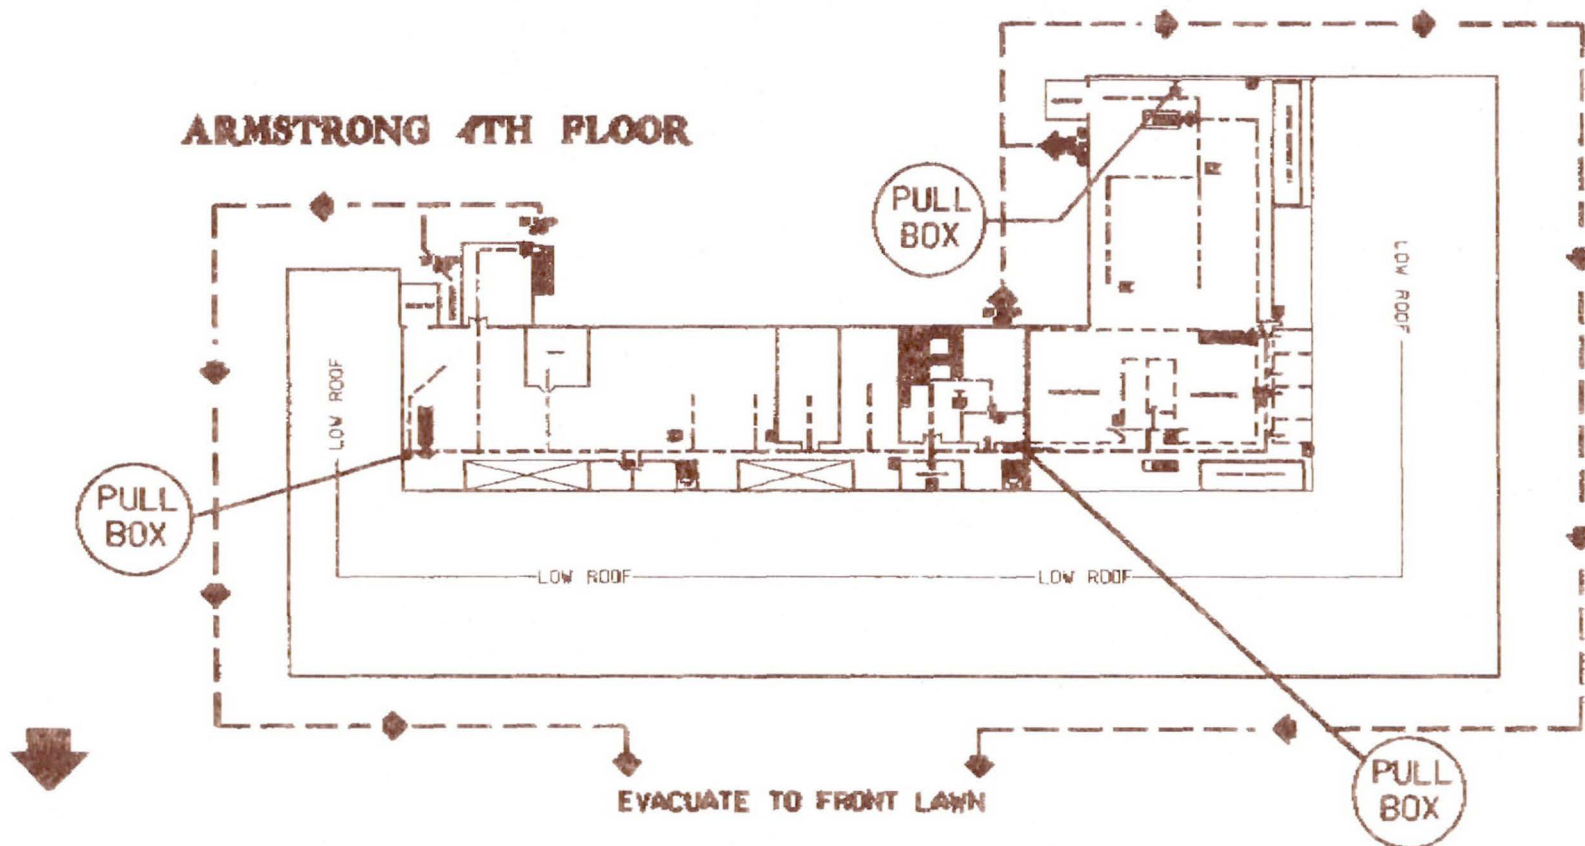 ARMSTRONG 4TH FLOOR
PULL
BOX
LOW ROOF
LOW ROOF
PULL
BOX
LOW ROOF
LOW ROOF
EVACUATE TO FRONT LAWN
PULL
BOX